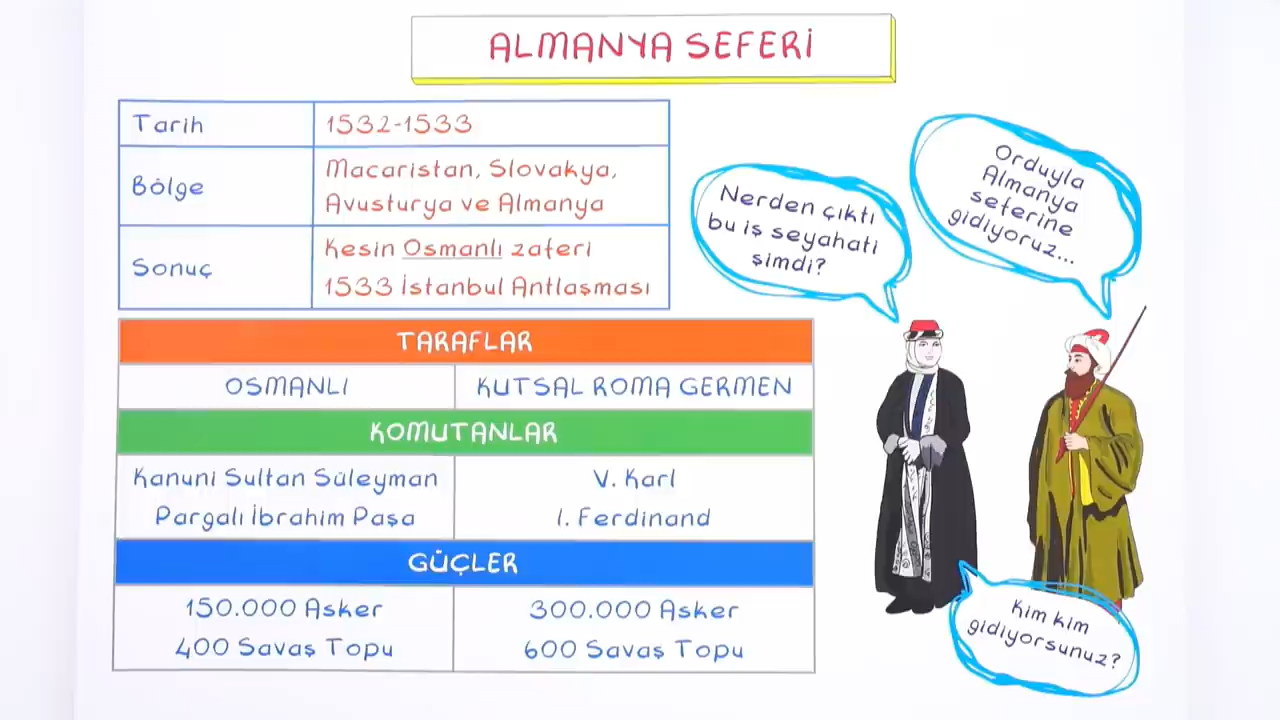 ALMANYA SEFERİ
Tarih
1532-1533
Bölge
Macaristan, Slovakya,
Avusturya ve Almanya
Sonuç
Kesin Osmanlı zaferi
1533 İstanbul Antlaşması
TARAFLAR
OSMANLI
KUTSAL ROMA GERMEN
KOMUTANLAR
Kanuni Sultan Süleyman
Pargalı İbrahim Paşa
V. Karl
I. Ferdinand
GÜÇLER
150.000 Asker
400 Savaş Topu
300.000 Asker
600 Savaş Topu
Orduyla
Almanya
seferine
gidiyoruz...
Nerden çıktı
bu iş seyahati
şimdi?
Kim kim
gidiyorsunuz?